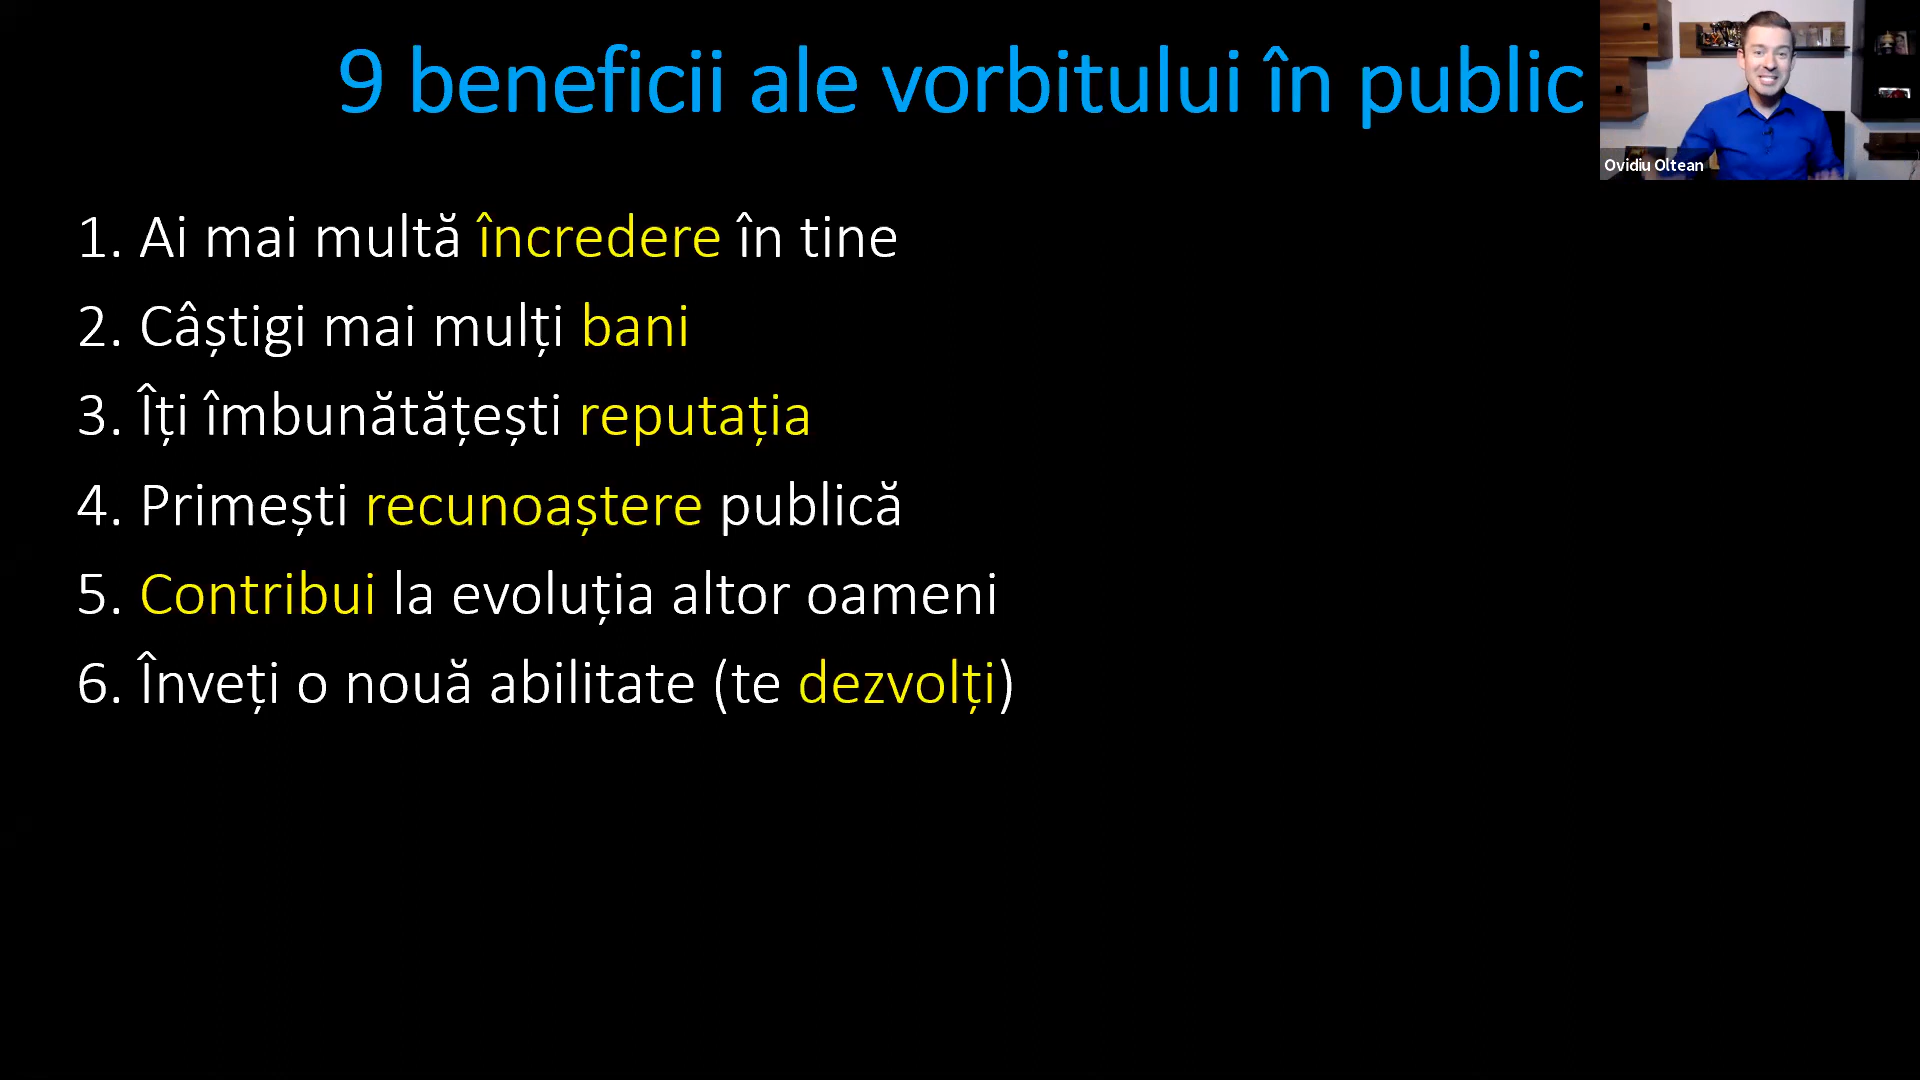 9 beneficii ale vorbitului în public
Ovidiu Oltean
1. Ai mai multă încredere în tine
2. Câștigi mai mulți bani
3. Îți îmbunătățești reputația
4. Primești recunoaștere publică
5. Contribui la evoluția altor oameni
6. Înveți o nouă abilitate (te dezvolți)